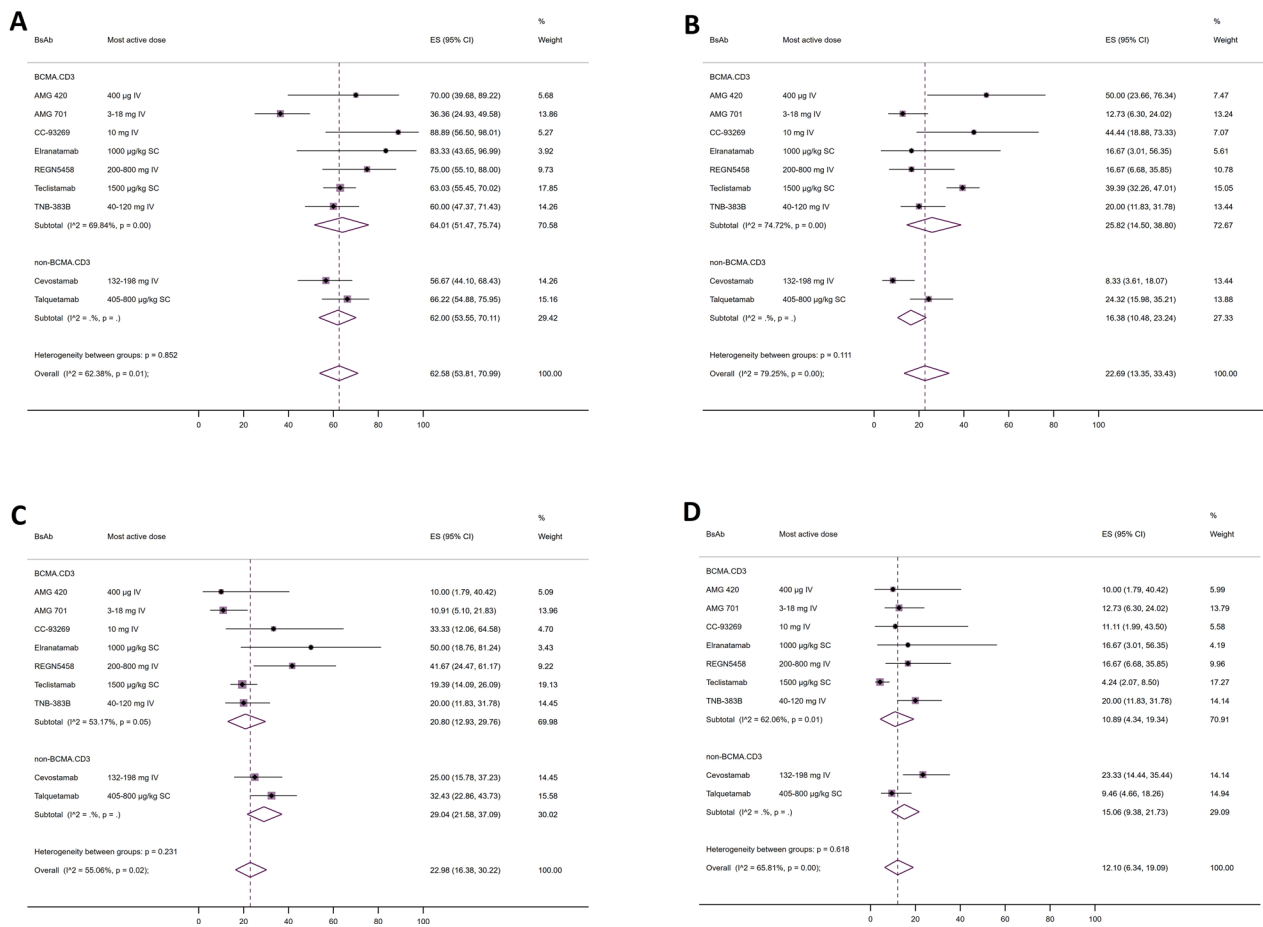 A
%
BsAb Most active dose ES (95% CI) Weight
BCMA.CD3
AMG 420 400 µg IV 70.00 (39.68, 89.22) 5.68
AMG 701 3-18 mg IV 36.36 (24.93, 49.58) 13.86
CC-93269 10 mg IV 88.89 (56.50, 98.01) 5.27
Elranatamab 1000 µg/kg SC 83.33 (43.65, 96.99) 3.92
REGN5458 200-800 mg IV 75.00 (55.10, 88.00) 9.73
Teclistamab 1500 µg/kg SC 63.03 (55.45, 70.02) 17.85
TNB-383B 40-120 mg IV 60.00 (47.37, 71.43) 14.26
Subtotal (I^2 = 69.84%, p = 0.00) 64.01 (51.47, 75.74) 70.58
non-BCMA.CD3
Cevostamab 132-198 mg IV 56.67 (44.10, 68.43) 14.26
Talquetamab 405-800 µg/kg SC 66.22 (54.88, 75.95) 15.16
Subtotal (I^2 = .%, p = .) 62.00 (53.55, 70.11) 29.42
Heterogeneity between groups: p = 0.852
Overall (I^2 = 62.38%, p = 0.01); 62.58 (53.81, 70.99) 100.00
0 20 40 60 80 100
B
%
BsAb Most active dose ES (95% CI) Weight
BCMA.CD3
AMG 420 400 µg IV 50.00 (23.66, 76.34) 7.47
AMG 701 3-18 mg IV 12.73 (6.30, 24.02) 13.24
CC-93269 10 mg IV 44.44 (18.88, 73.33) 7.07
Elranatamab 1000 µg/kg SC 16.67 (3.01, 56.35) 5.61
REGN5458 200-800 mg IV 16.67 (6.68, 35.85) 10.78
Teclistamab 1500 µg/kg SC 39.39 (32.26, 47.01) 15.05
TNB-383B 40-120 mg IV 20.00 (11.83, 31.78) 13.44
Subtotal (I^2 = 74.72%, p = 0.00) 25.82 (14.50, 38.80) 72.67
non-BCMA.CD3
Cevostamab 132-198 mg IV 8.33 (3.61, 18.07) 13.44
Talquetamab 405-800 µg/kg SC 24.32 (15.98, 35.21) 13.88
Subtotal (I^2 = .%, p = .) 16.38 (10.48, 23.24) 27.33
Heterogeneity between groups: p = 0.111
Overall (I^2 = 79.25%, p = 0.00); 22.69 (13.35, 33.43) 100.00
0 20 40 60 80 100
C
%
BsAb Most active dose ES (95% CI) Weight
BCMA.CD3
AMG 420 400 µg IV 10.00 (1.79, 40.42) 5.09
AMG 701 3-18 mg IV 10.91 (5.10, 21.83) 13.96
CC-93269 10 mg IV 33.33 (12.06, 64.58) 4.70
Elranatamab 1000 µg/kg SC 50.00 (18.76, 81.24) 3.43
REGN5458 200-800 mg IV 41.67 (24.47, 61.17) 9.22
Teclistamab 1500 µg/kg SC 19.39 (14.09, 26.09) 19.13
TNB-383B 40-120 mg IV 20.00 (11.83, 31.78) 14.45
Subtotal (I^2 = 53.17%, p = 0.05) 20.80 (12.93, 29.76) 69.98
non-BCMA.CD3
Cevostamab 132-198 mg IV 25.00 (15.78, 37.23) 14.45
Talquetamab 405-800 µg/kg SC 32.43 (22.86, 43.73) 15.58
Subtotal (I^2 = .%, p = .) 29.04 (21.58, 37.09) 30.02
Heterogeneity between groups: p = 0.231
Overall (I^2 = 55.06%, p = 0.02); 22.98 (16.38, 30.22) 100.00
0 20 40 60 80 100
D
%
BsAb Most active dose ES (95% CI) Weight
BCMA.CD3
AMG 420 400 µg IV 10.00 (1.79, 40.42) 5.99
AMG 701 3-18 mg IV 12.73 (6.30, 24.02) 13.79
CC-93269 10 mg IV 11.11 (1.99, 43.50) 5.58
Elranatamab 1000 µg/kg SC 16.67 (3.01, 56.35) 4.19
REGN5458 200-800 mg IV 16.67 (6.68, 35.85) 9.96
Teclistamab 1500 µg/kg SC 4.24 (2.07, 8.50) 17.27
TNB-383B 40-120 mg IV 20.00 (11.83, 31.78) 14.14
Subtotal (I^2 = 62.06%, p = 0.01) 10.89 (4.34, 19.34) 70.91
non-BCMA.CD3
Cevostamab 132-198 mg IV 23.33 (14.44, 35.44) 14.14
Talquetamab 405-800 µg/kg SC 9.46 (4.66, 18.26) 14.94
Subtotal (I^2 = .%, p = .) 15.06 (9.58, 21.73) 29.09
Heterogeneity between groups: p = 0.618
Overall (I^2 = 65.81%, p = 0.00); 12.10 (6.34, 19.09) 100.00
0 20 40 60 80 100